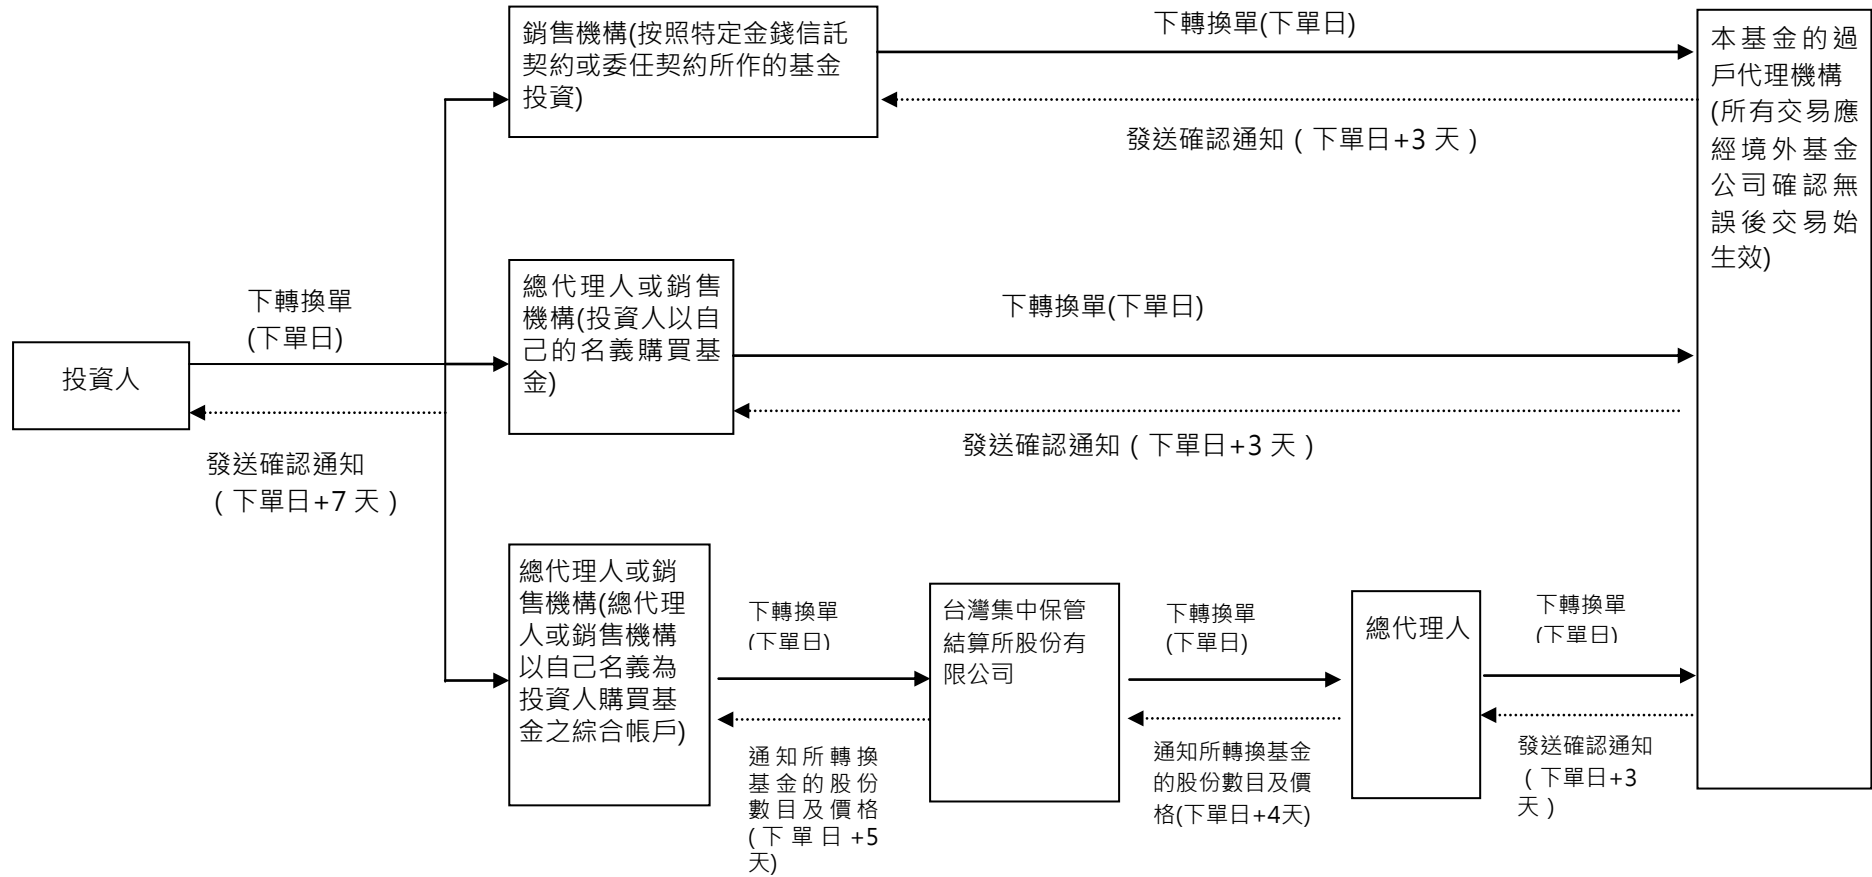 投資人
下轉換單
(下單日)
發送確認通知
(下單日+7 天)
銷售機構(按照特定金錢信託
契約或委任契約所作的基金
投資)
下轉換單(下單日)
發送確認通知(下單日+3 天)
總代理人或銷售
機構(投資人以自
己的名義購買基
金)
下轉換單(下單日)
發送確認通知(下單日+3 天)
總代理人或銷
售機構(總代理
人或銷售機構
以自己名義為
投資人購買基
金之綜合帳戶)
下轉換單
(下單日)
通知所轉換
基金的股份
數目及價格
(下單日+5
天)
台灣集中保管
結算所股份有
限公司
下轉換單
(下單日)
通知所轉換基金
的股份數目及價
格(下單日+4天)
總代理人
下轉換單
(下單日)
發送確認通知
(下單日+3
天)
本基金的過
戶代理機構
(所有交易應
經境外基金
公司確認無
誤後交易始
生效)